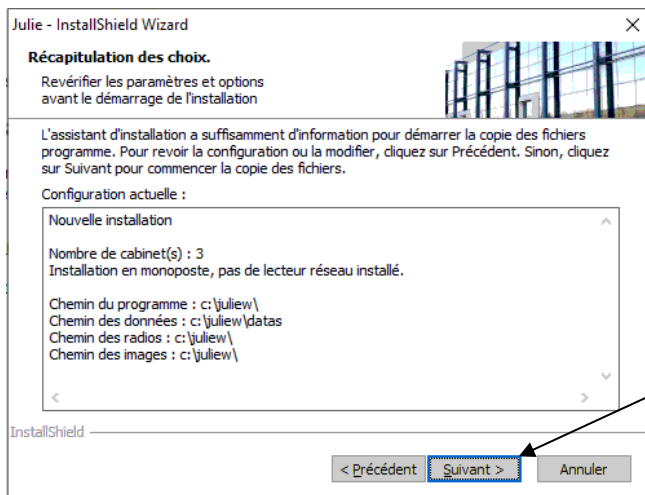 Julie - InstallShield Wizard
Récapitulation des choix.
Revérifier les paramètres et options
avant le démarrage de l'installation
L'assistant d'installation a suffisamment d'information pour démarrer la copie des fichiers
programme. Pour revoir la configuration ou la modifier, cliquez sur Précédent. Sinon, cliquez
sur Suivant pour commencer la copie des fichiers.
Configuration actuelle :
Nouvelle installation
Nombre de cabinet(s) : 3
Installation en monoposte, pas de lecteur réseau installé.
Chemin du programme : c:\juliew\
Chemin des données : c:\juliew\datas
Chemin des radios : c:\juliew\
Chemin des images : c:\juliew\
InstallShield
< Précédent Suivant > Annuler